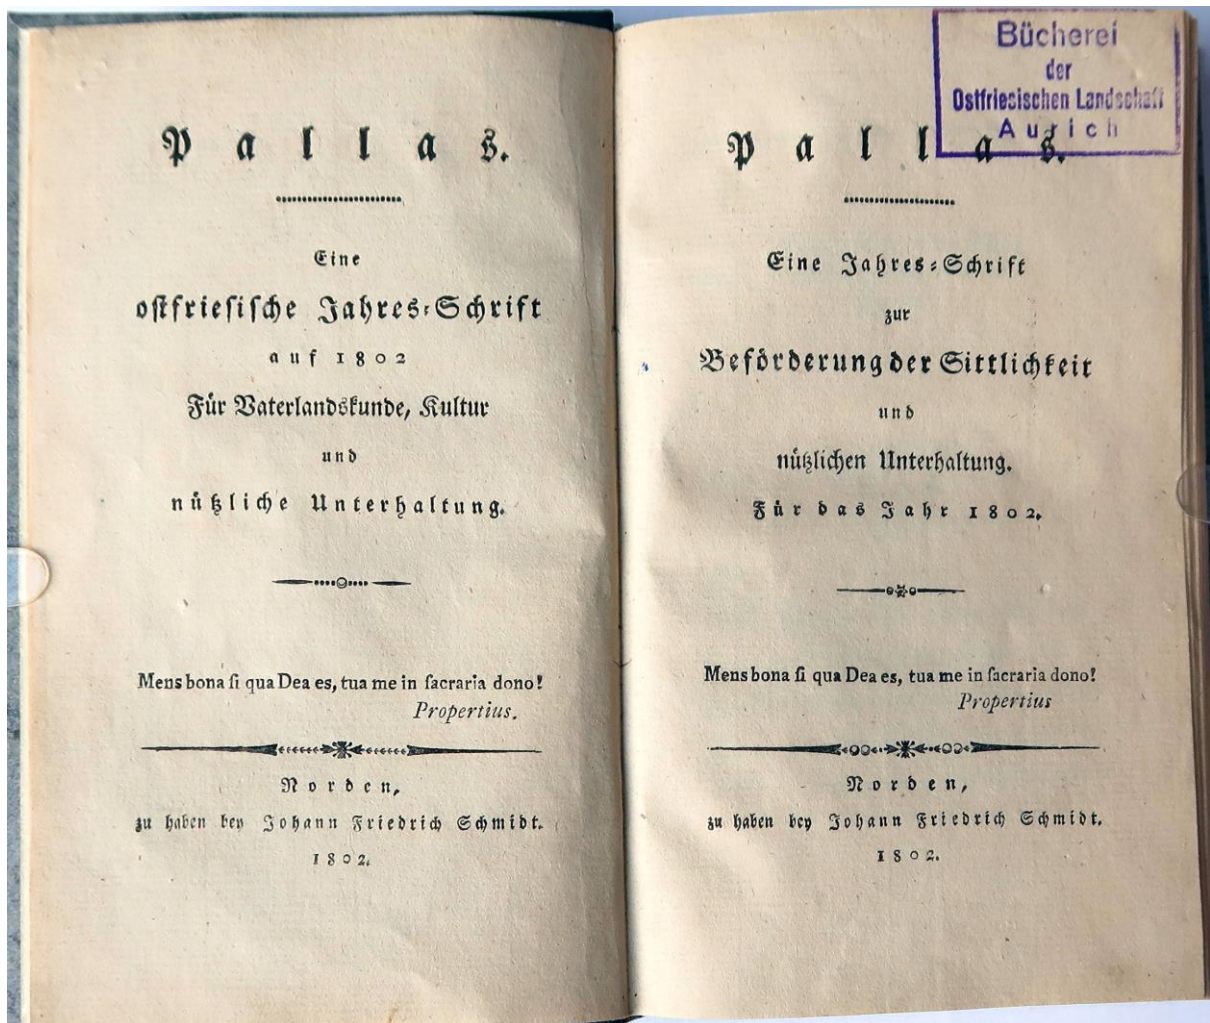 Pallas.
Eine
oſtfrieſiſche Jahres-Schrift
auf 1802
Für Vaterlandskunde, Kultur
und
nützliche Unterhaltung.
Mens bona ſi qua Dea es, tua me in ſacraria dono!
Propertius.
Norden,
zu haben bey Johann Friedrich Schmidt.
1802.
Bücherei
der
Ostfriesischen Landschaft
Aurich
Pallas.
Eine Jahres-Schrift
zur
Beförderung der Sittlichkeit
und
nützlichen Unterhaltung.
Für das Jahr 1802.
Mens bona ſi qua Dea es, tua me in ſacraria dono!
Propertius
Norden,
zu haben bey Johann Friedrich Schmidt.
1802.